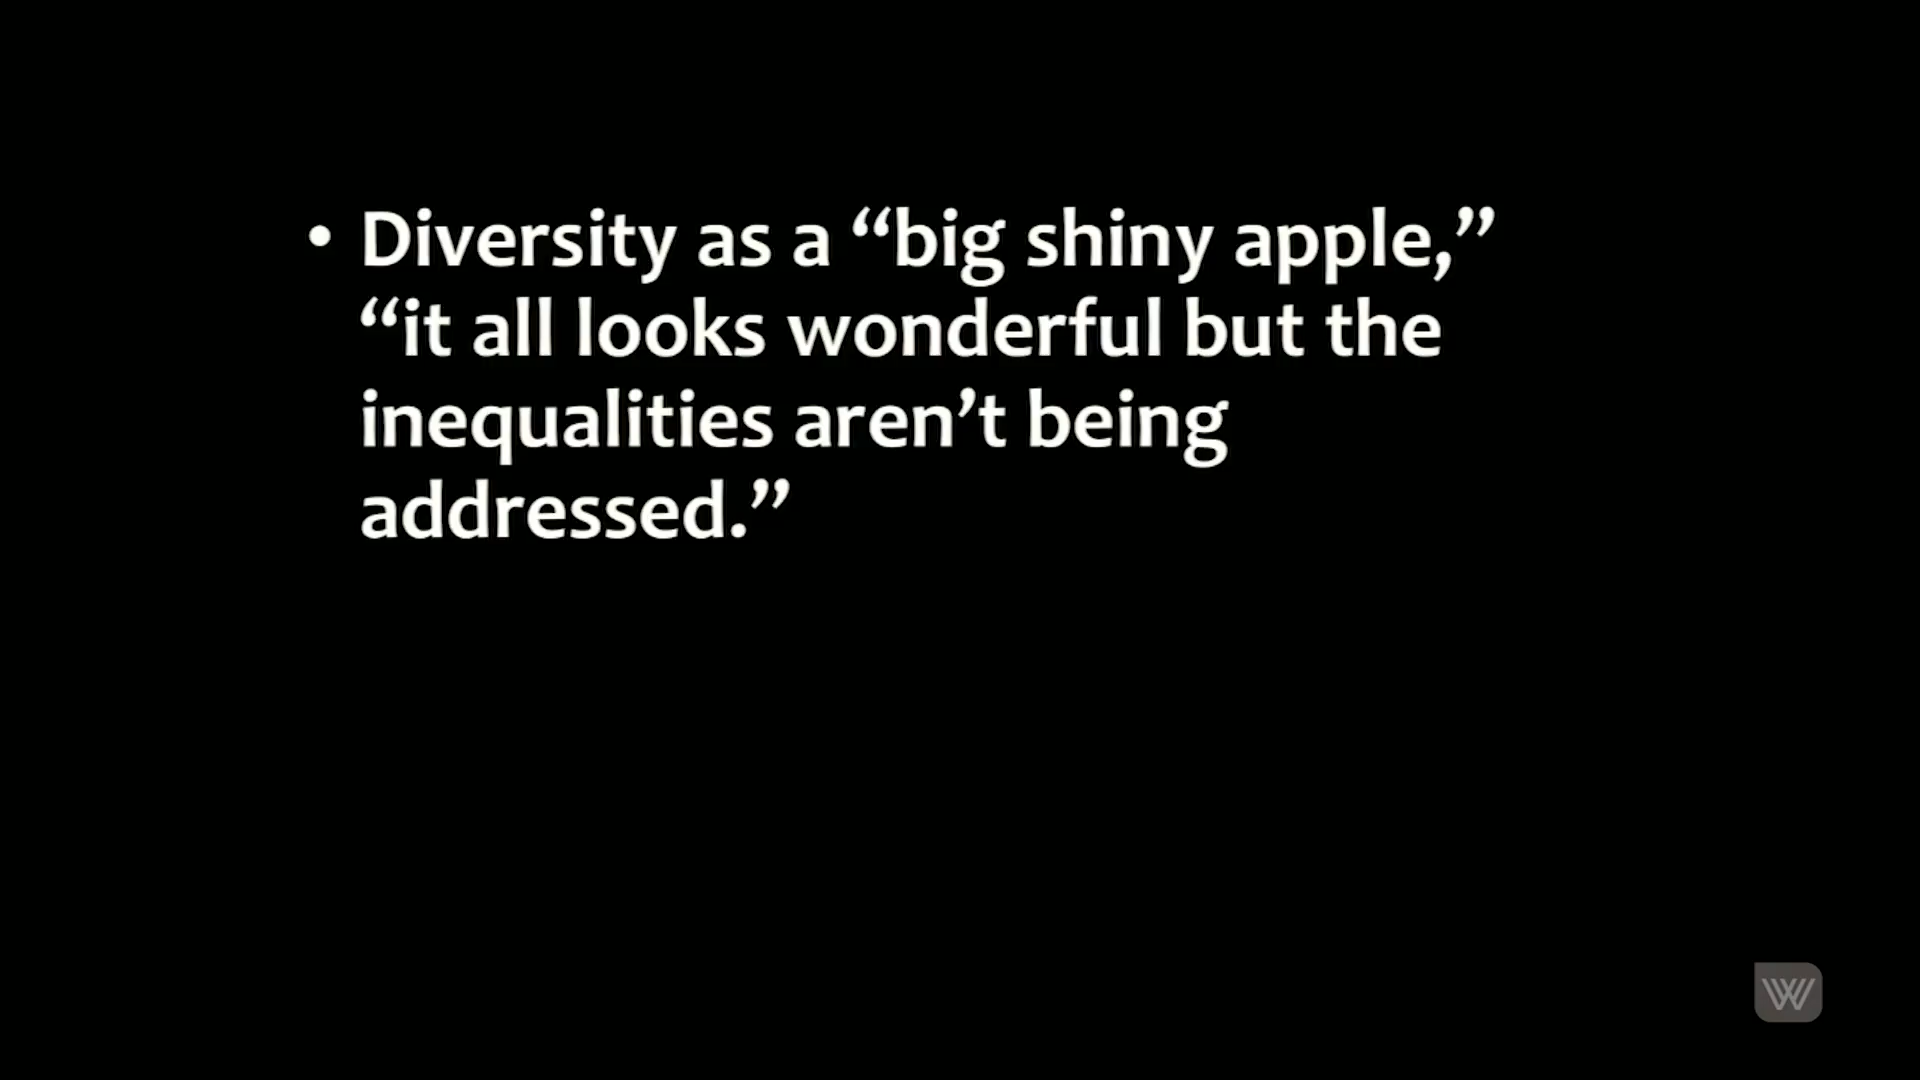 • Diversity as a “big shiny apple,”
“it all looks wonderful but the
inequalities aren’t being
addressed.”
W